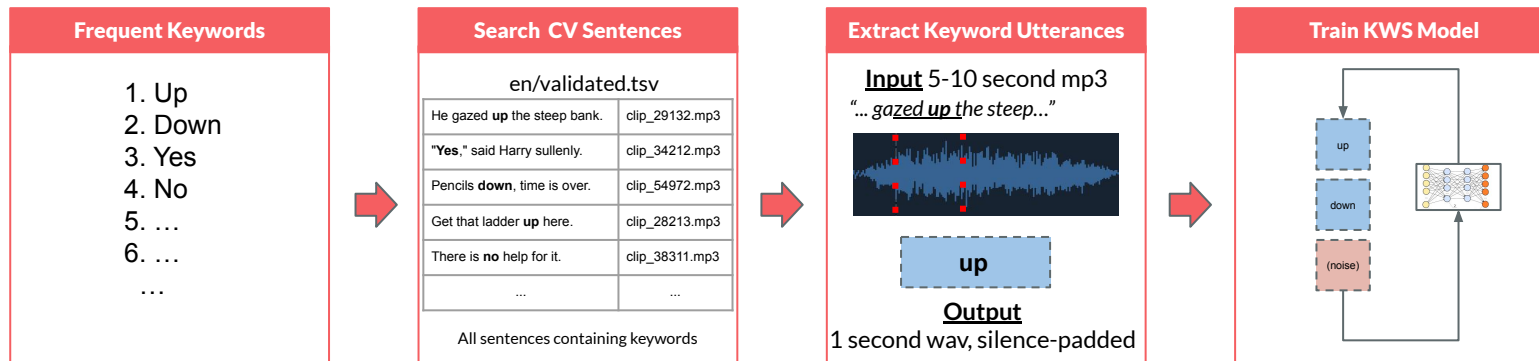 Frequent Keywords
1. Up
2. Down
3. Yes
4. No
5. …
6. …
…
Search CV Sentences
en/validated.tsv
He gazed up the steep bank. clip_29132.mp3
"Yes," said Harry sullenly. clip_34212.mp3
Pencils down, time is over. clip_54972.mp3
Get that ladder up here. clip_28213.mp3
There is no help for it. clip_38311.mp3
... ...
All sentences containing keywords
Extract Keyword Utterances
Input 5-10 second mp3
“... gazed up the steep…”
up
Output
1 second wav, silence-padded
Train KWS Model
up
down
(noise)